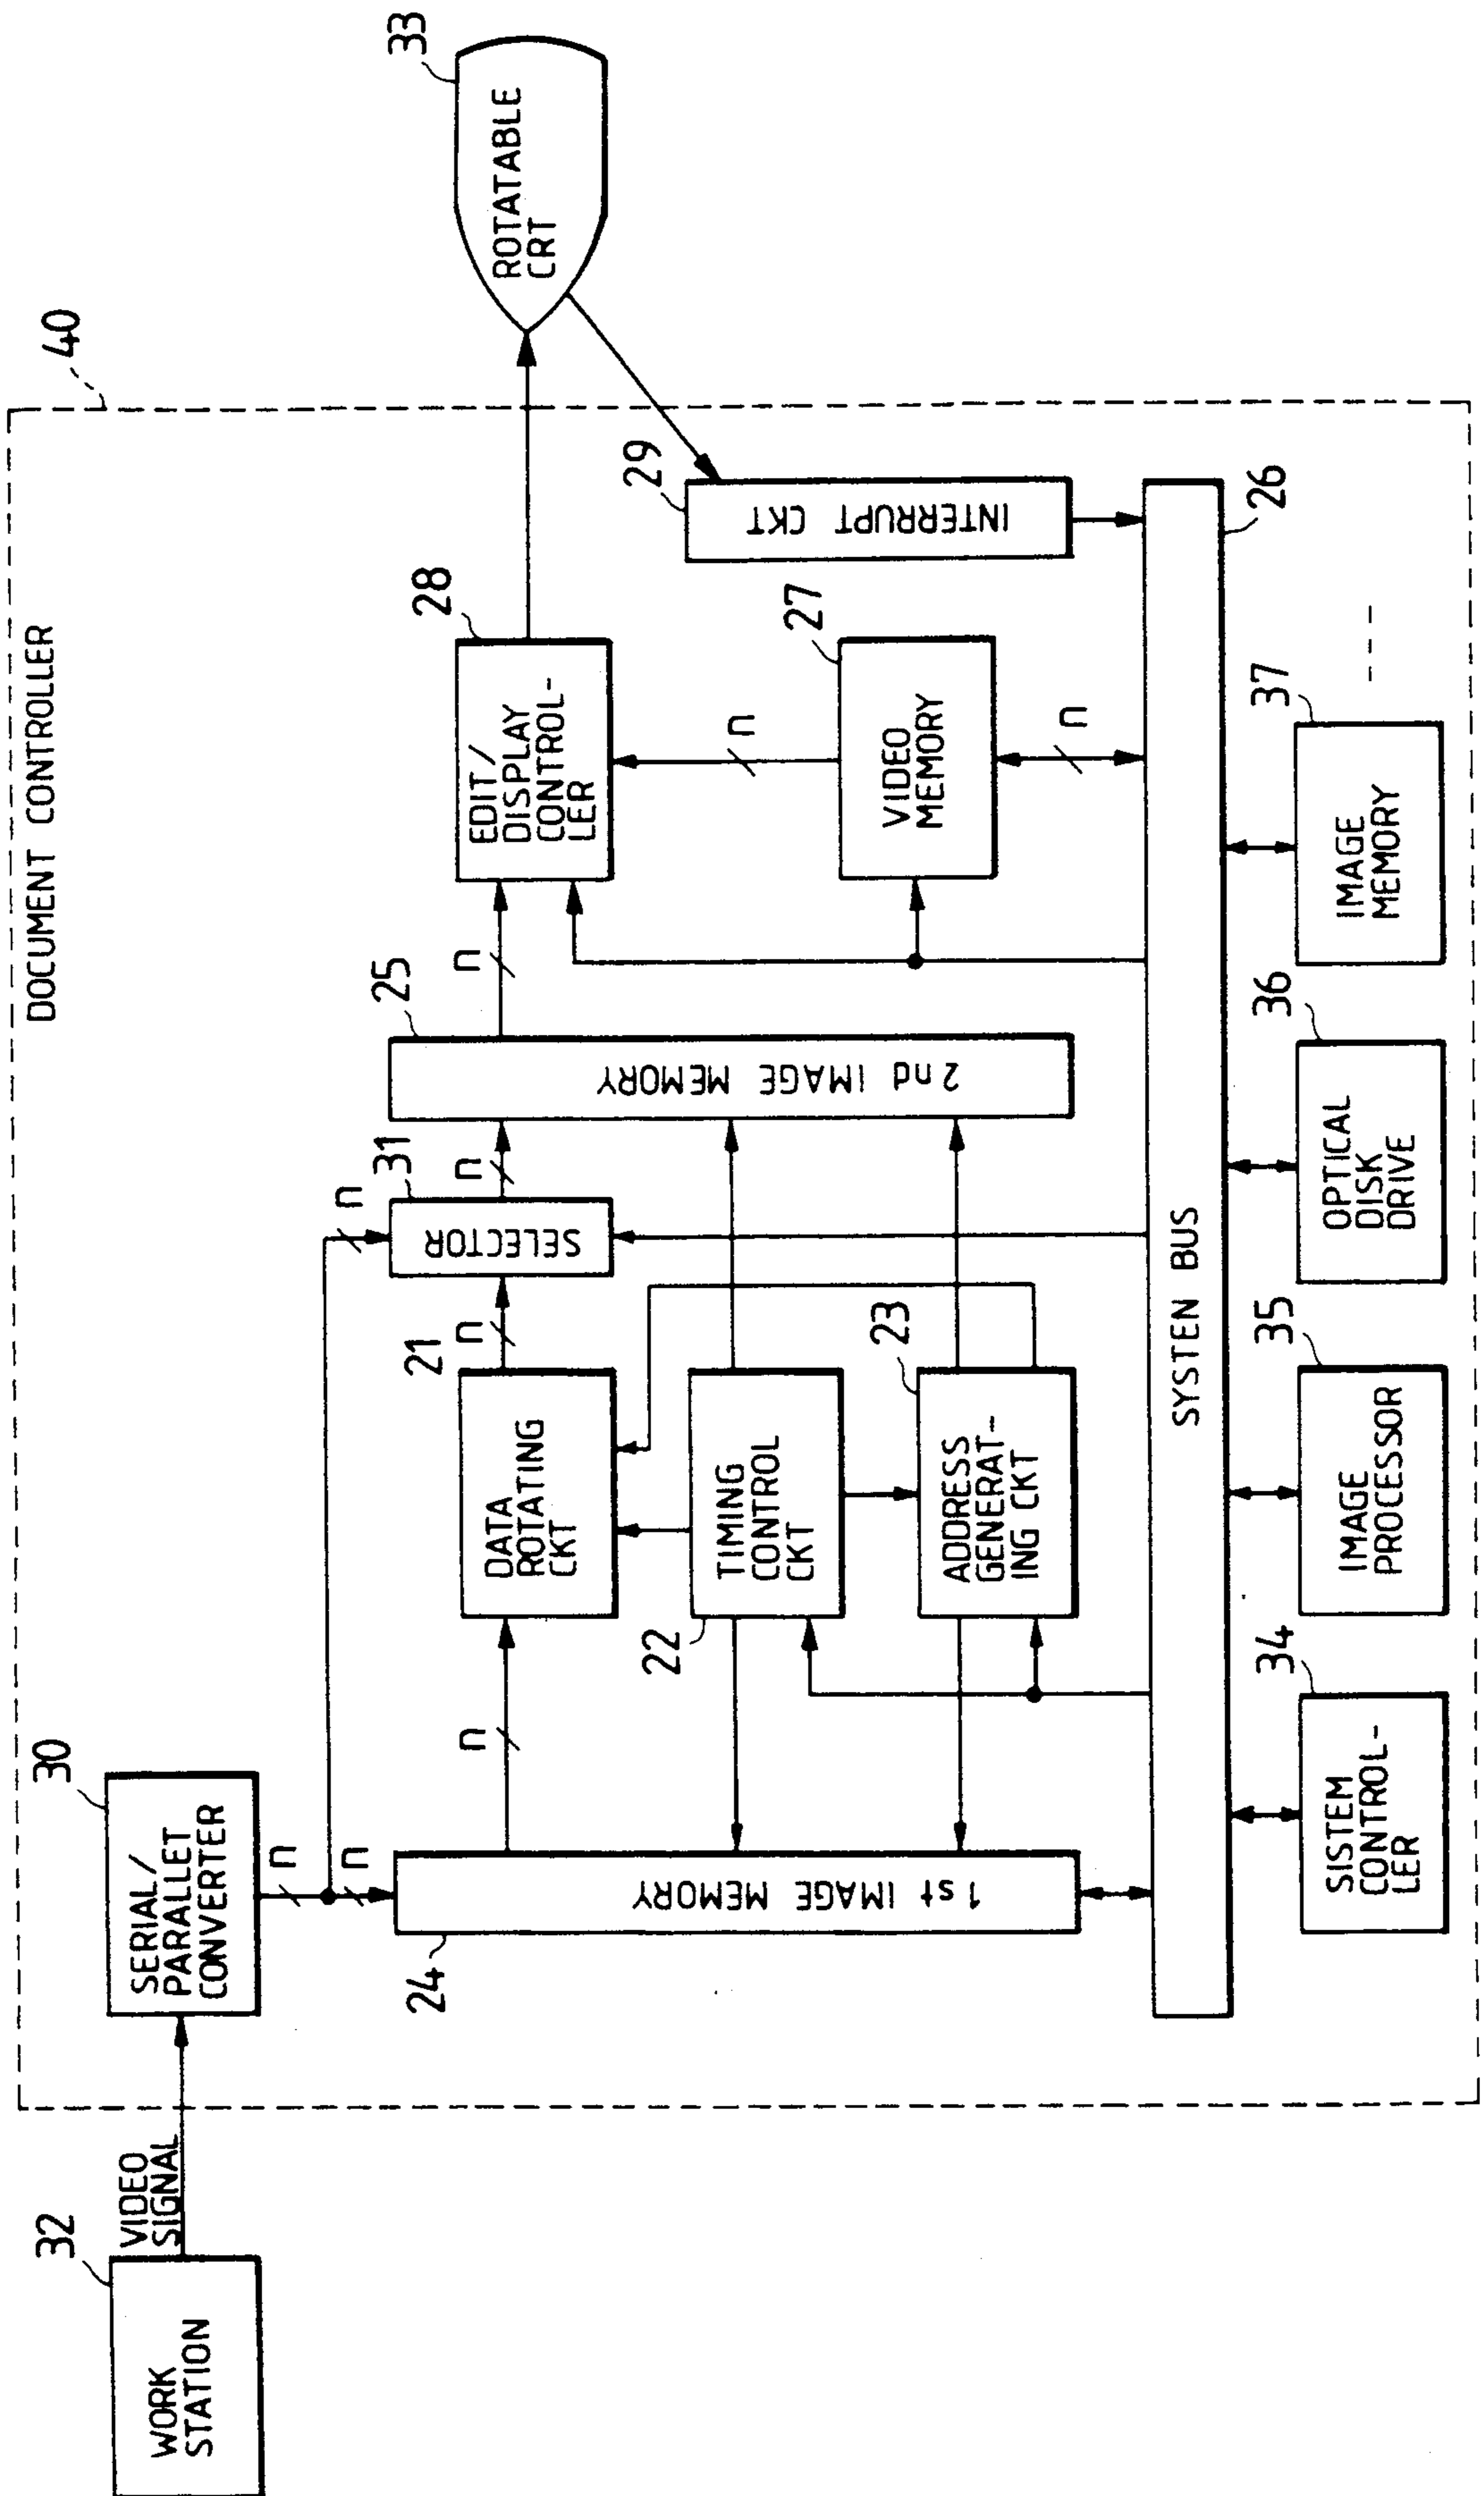 DOCUMENT CONTROLLER
40
32
WORK
STATION
VIDEO
SIGNAL
30
SERIAL/
PARALLET
CONVERTER
n
n
n
24
1st IMAGE MEMORY
n
21
DATA
ROTATING
CKT
n
31
SELECTOR
n
25
2nd IMAGE MEMORY
n
28
EDIT/
DISPLAY
CONTROL-
LER
33
ROTATABLE
CRT
22
TIMING
CONTROL
CKT
23
ADDRESS
GENERAT-
ING CKT
n
27
VIDEO
MEMORY
n
29
INTERRUPT CKT
SYSTEN BUS
26
34
SISTEM
CONTROL-
LER
35
IMAGE
PROCESSOR
36
OPTICAL
DISK
DRIVE
37
IMAGE
MEMORY